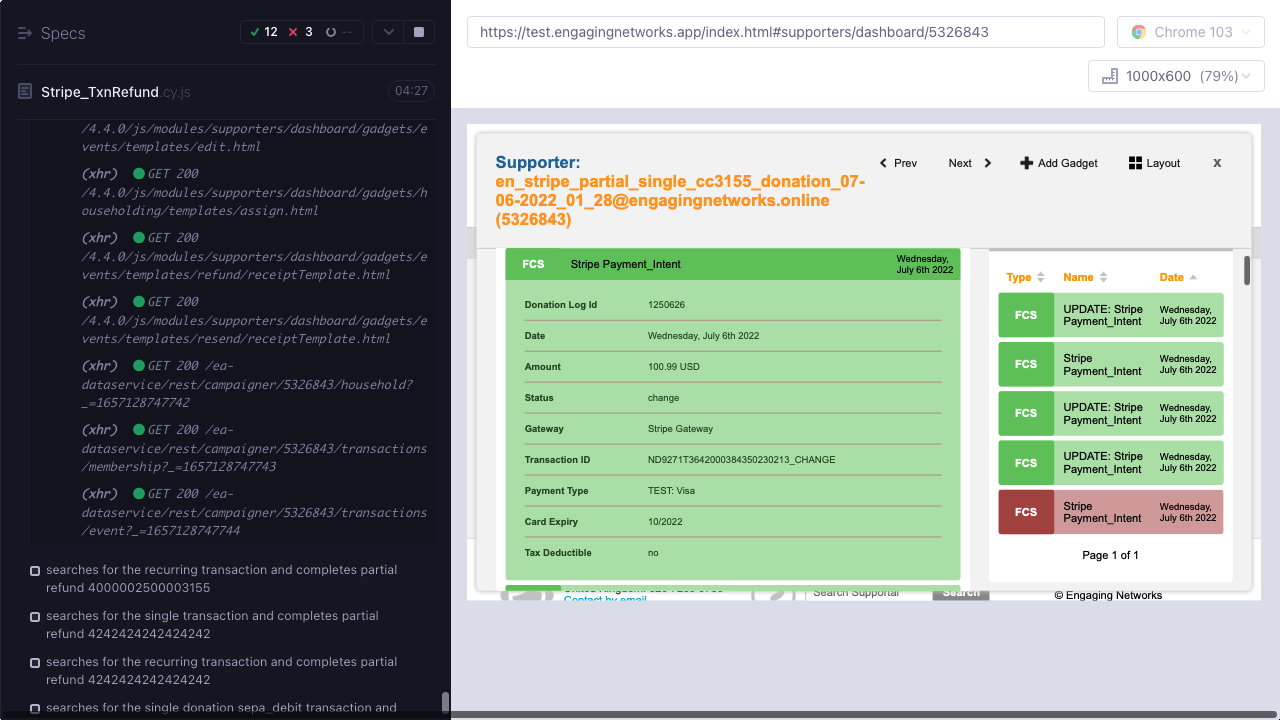 Specs
12
3
--
Stripe_TxnRefund.cy.js
04:27
/4.4.0/js/modules/supporters/dashboard/gadgets/e
vents/templates/edit.html
(xhr) GET 200
/4.4.0/js/modules/supporters/dashboard/gadgets/h
ouseholding/templates/assign.html
(xhr) GET 200
/4.4.0/js/modules/supporters/dashboard/gadgets/e
vents/templates/refund/receiptTemplate.html
(xhr) GET 200
/4.4.0/js/modules/supporters/dashboard/gadgets/e
vents/templates/resend/receiptTemplate.html
(xhr) GET 200 /ea-
dataservice/rest/campaigner/5326843/household?
_=1657128747742
(xhr) GET 200 /ea-
dataservice/rest/campaigner/5326843/transactions
/membership?_=1657128747743
(xhr) GET 200 /ea-
dataservice/rest/campaigner/5326843/transactions
/event?_=1657128747744
searches for the recurring transaction and completes partial
refund 4000002500003155
searches for the single transaction and completes partial
refund 4242424242424242
searches for the recurring transaction and completes partial
refund 4242424242424242
searches for the single donation sepa_debit transaction and
https://test.engagingnetworks.app/index.html#supporters/dashboard/5326843
Chrome 103
1000x600 (79%)
Supporter:
en_stripe_partial_single_cc3155_donation_07-
06-2022_01_28@engagingnetworks.online
(5326843)
Prev
Next
Add Gadget
Layout
x
FCS Stripe Payment_Intent
Wednesday,
July 6th 2022
Donation Log Id 1250626
Date Wednesday, July 6th 2022
Amount 100.99 USD
Status change
Gateway Stripe Gateway
Transaction ID ND9271T3642000384350230213_CHANGE
Payment Type TEST: Visa
Card Expiry 10/2022
Tax Deductible no
Type Name Date
FCS
UPDATE: Stripe
Payment_Intent
Wednesday,
July 6th 2022
FCS
Stripe
Payment_Intent
Wednesday,
July 6th 2022
FCS
UPDATE: Stripe
Payment_Intent
Wednesday,
July 6th 2022
FCS
UPDATE: Stripe
Payment_Intent
Wednesday,
July 6th 2022
FCS
Stripe
Payment_Intent
Wednesday,
July 6th 2022
Page 1 of 1
Contact by email
Search Supportal
Search
© Engaging Networks